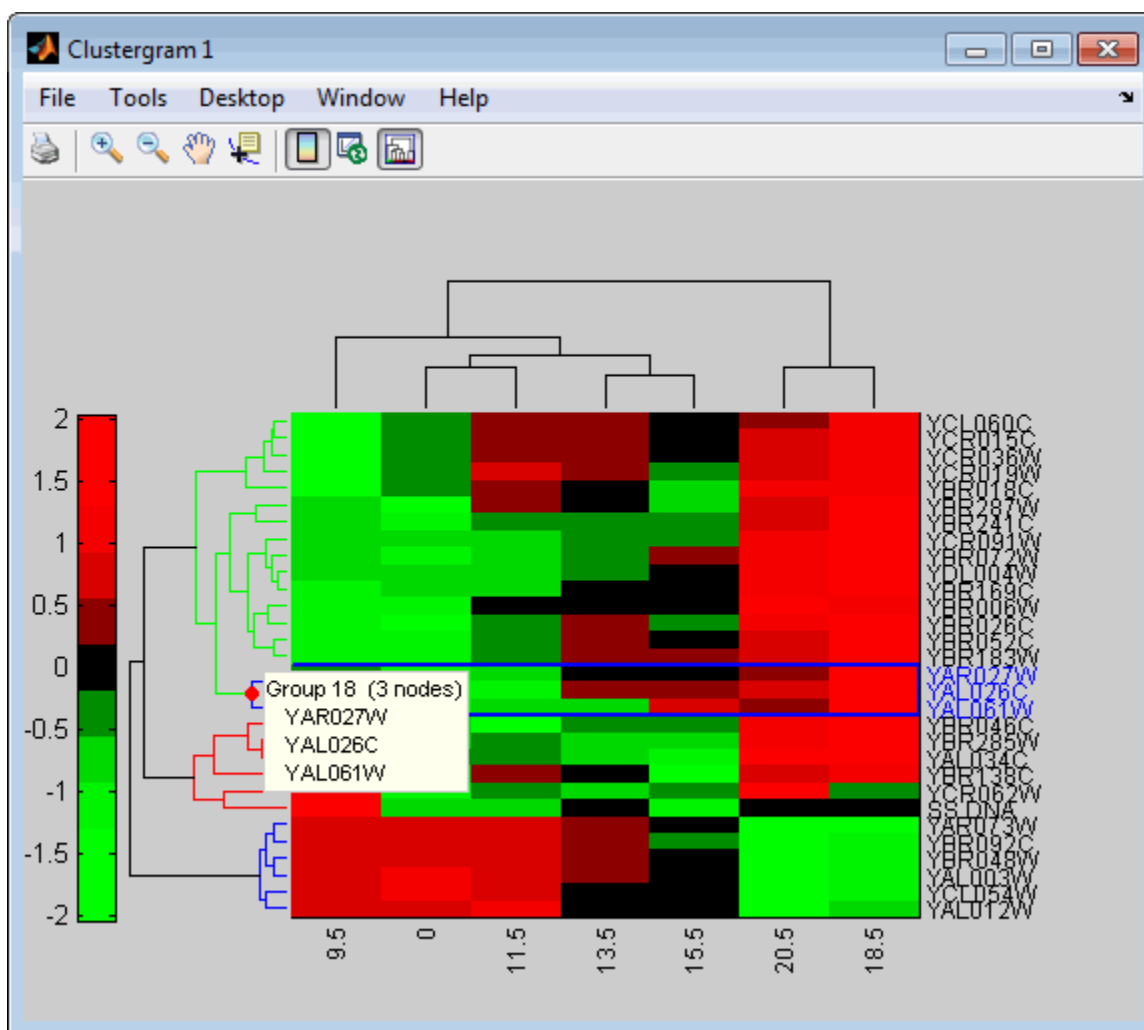 Clustergram 1
File Tools Desktop Window Help
2
1.5
1
0.5
0
-0.5
-1
-1.5
-2
Group 18 (3 nodes)
YAR027W
YAL026C
YAL061W
YCL060C
YCR015C
YCR036W
YCR019W
YBR018C
YBR287W
YBR241C
YCR091W
YBR072W
YDL004W
YBR169C
YBR006W
YBR026C
YBR052C
YBR183W
YAR027W
YAL026C
YAL061W
YBR046C
YBR285W
YAL034C
YBR138C
YCR062W
SS DNA
YAR073W
YBR092C
YBR048W
YAL003W
YCL054W
YAL012W
9.5
0
11.5
13.5
15.5
20.5
18.5